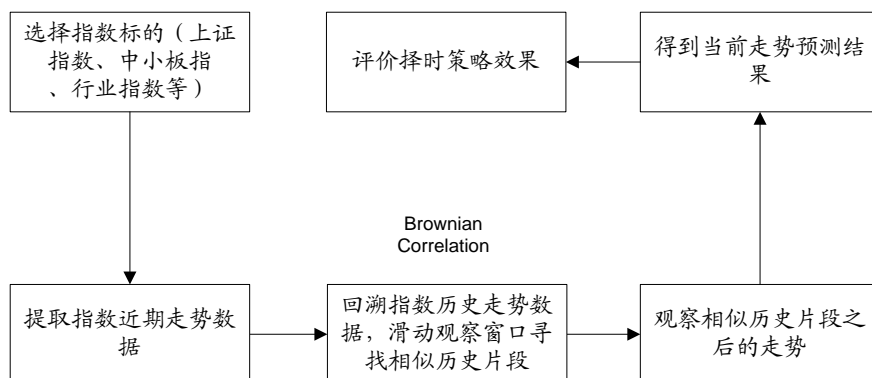 选择指数标的（上证
指数、中小板指
、行业指数等）
评价择时策略效果
得到当前走势预测结
果
Brownian
Correlation
提取指数近期走势数
据
回溯指数历史走势数
据，滑动观察窗口寻
找相似历史片段
观察相似历史片段之
后的走势